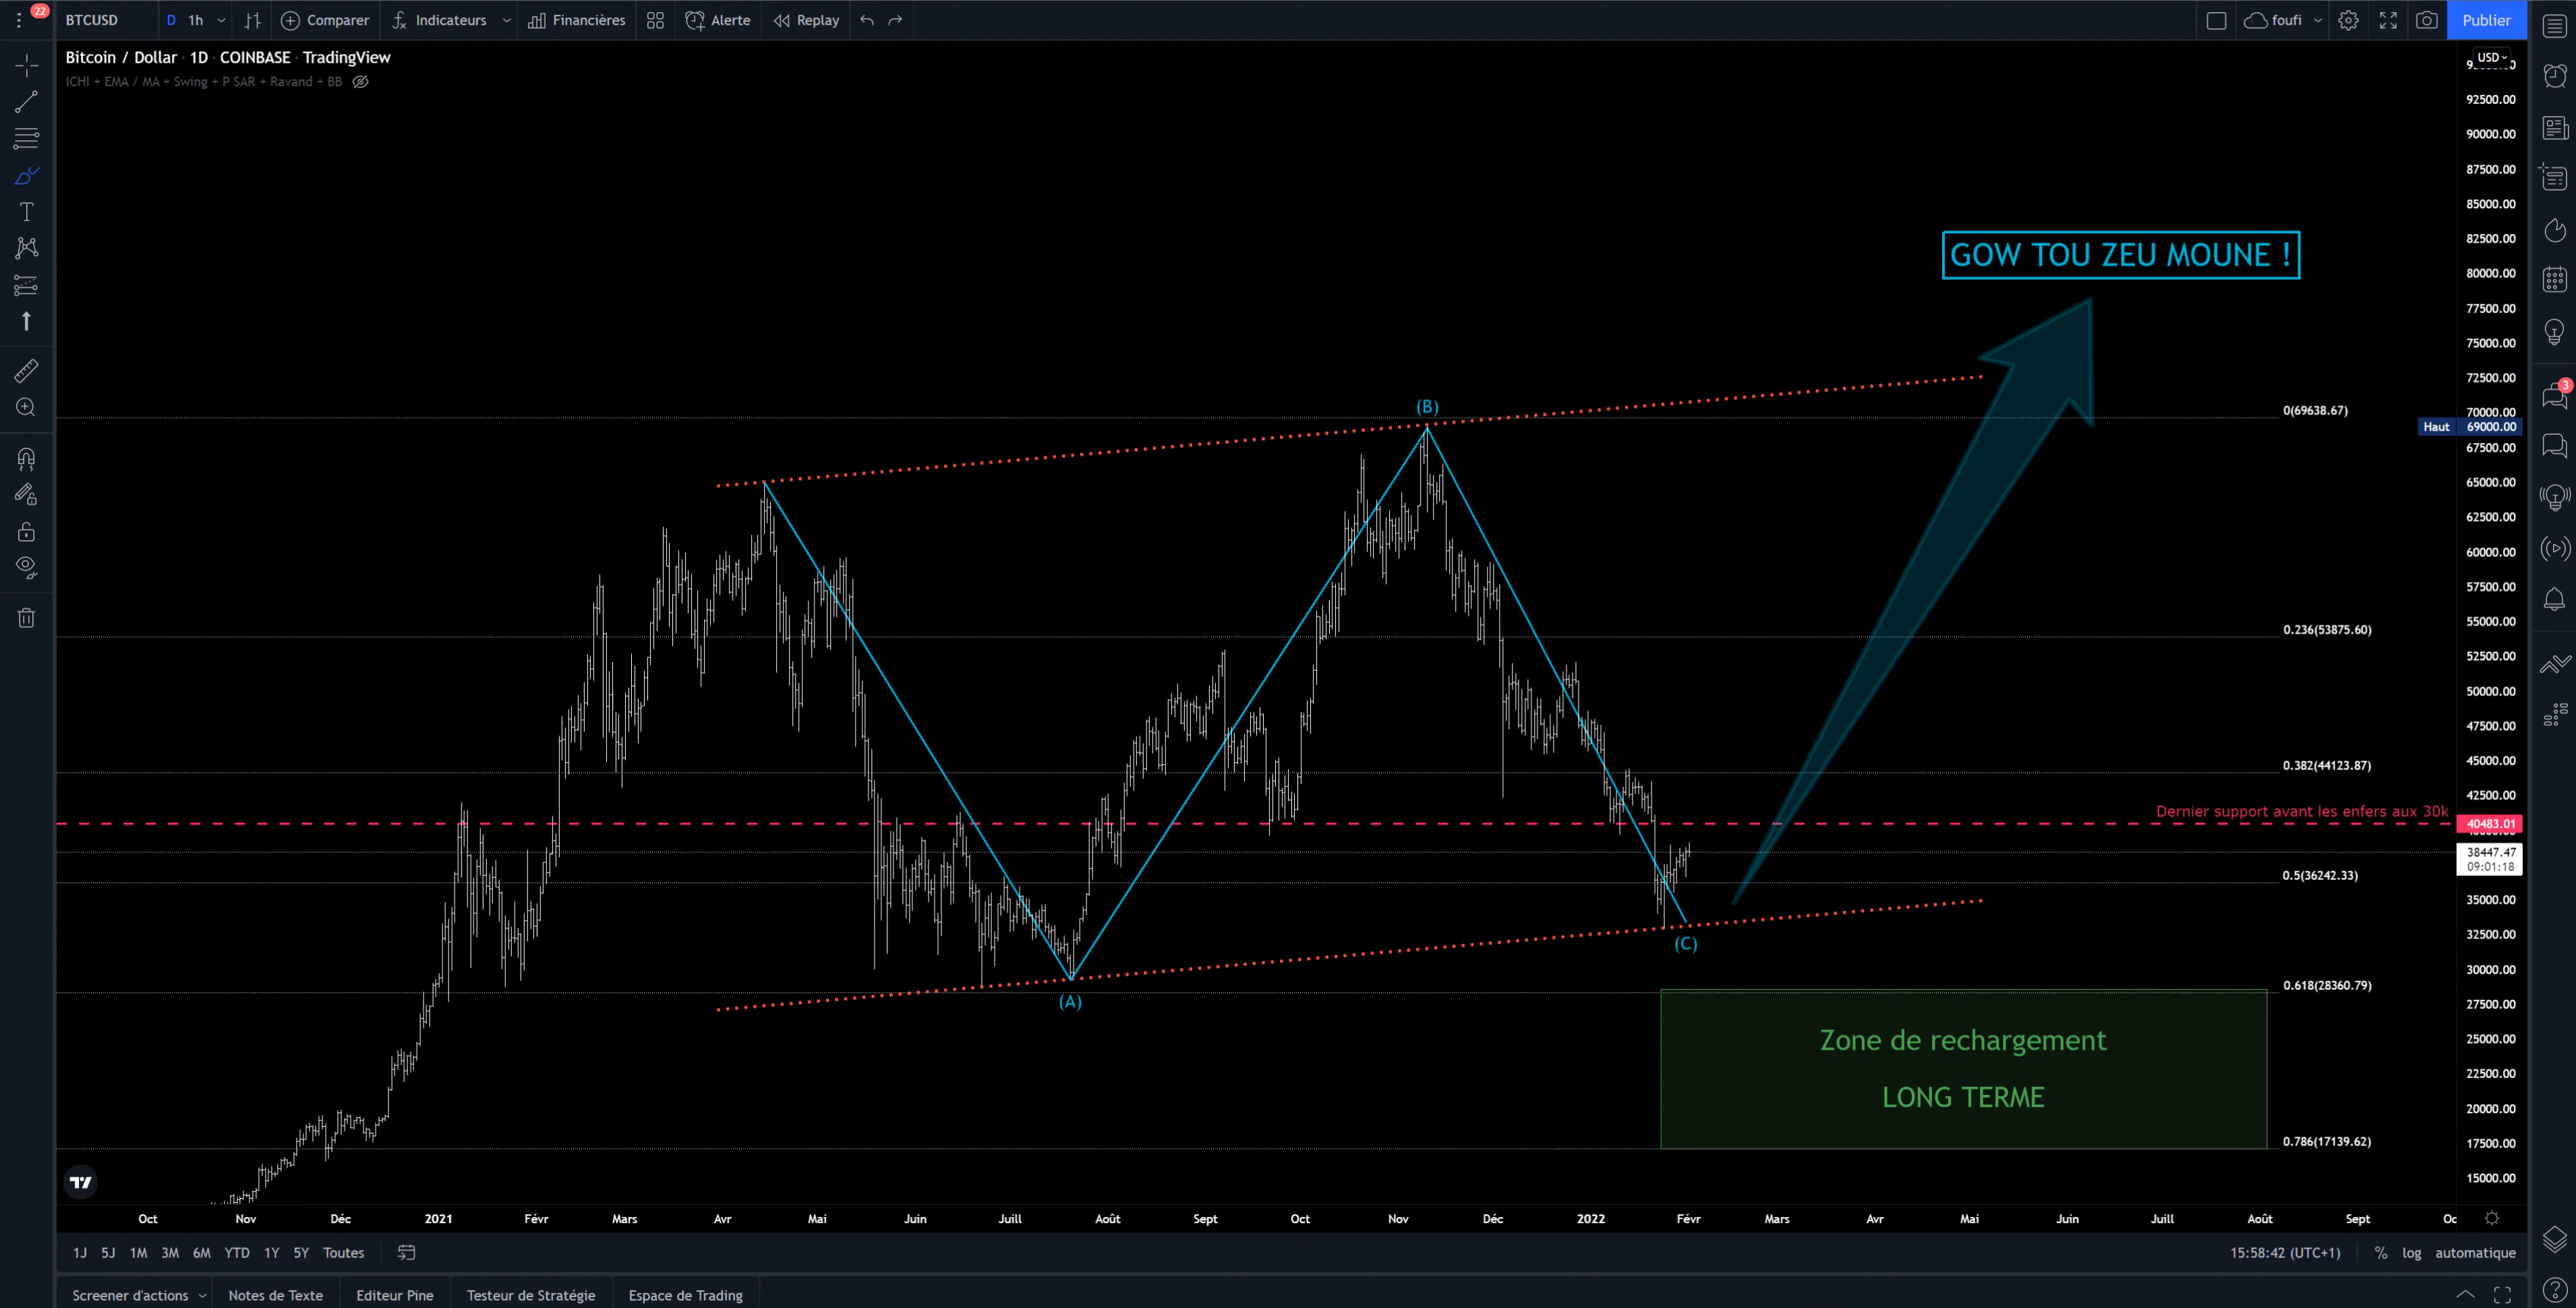 22
BTCUSD D 1h Comparer Indicateurs Financières Alerte Replay foufi Publier
Bitcoin / Dollar · 1D · COINBASE · TradingView
ICHI + EMA / MA + Swing + P SAR + Ravand + BB
USD
92500.00
90000.00
87500.00
85000.00
82500.00
GOW TOU ZEU MOUNE !
80000.00
77500.00
75000.00
72500.00
3
(B)
0(69638.67)
70000.00
Haut 69000.00
67500.00
65000.00
62500.00
60000.00
57500.00
55000.00
0.236(53875.60)
52500.00
50000.00
47500.00
45000.00
0.382(44123.87)
42500.00
Dernier support avant les enfers aux 30k
40483.01
38447.47
09:01:18
0.5(36242.33)
35000.00
32500.00
(C)
30000.00
(A)
0.618(28360.79)
27500.00
Zone de rechargement
25000.00
22500.00
LONG TERME
20000.00
17500.00
0.786(17139.62)
15000.00
Oct Nov Déc 2021 Févr Mars Avr Mai Juin Juill Août Sept Oct Nov Déc 2022 Févr Mars Avr Mai Juin Juill Août Sept Oc
1J 5J 1M 3M 6M YTD 1Y 5Y Toutes 15:58:42 (UTC+1) % log automatique
Screener d'actions Notes de Texte Editeur Pine Testeur de Stratégie Espace de Trading